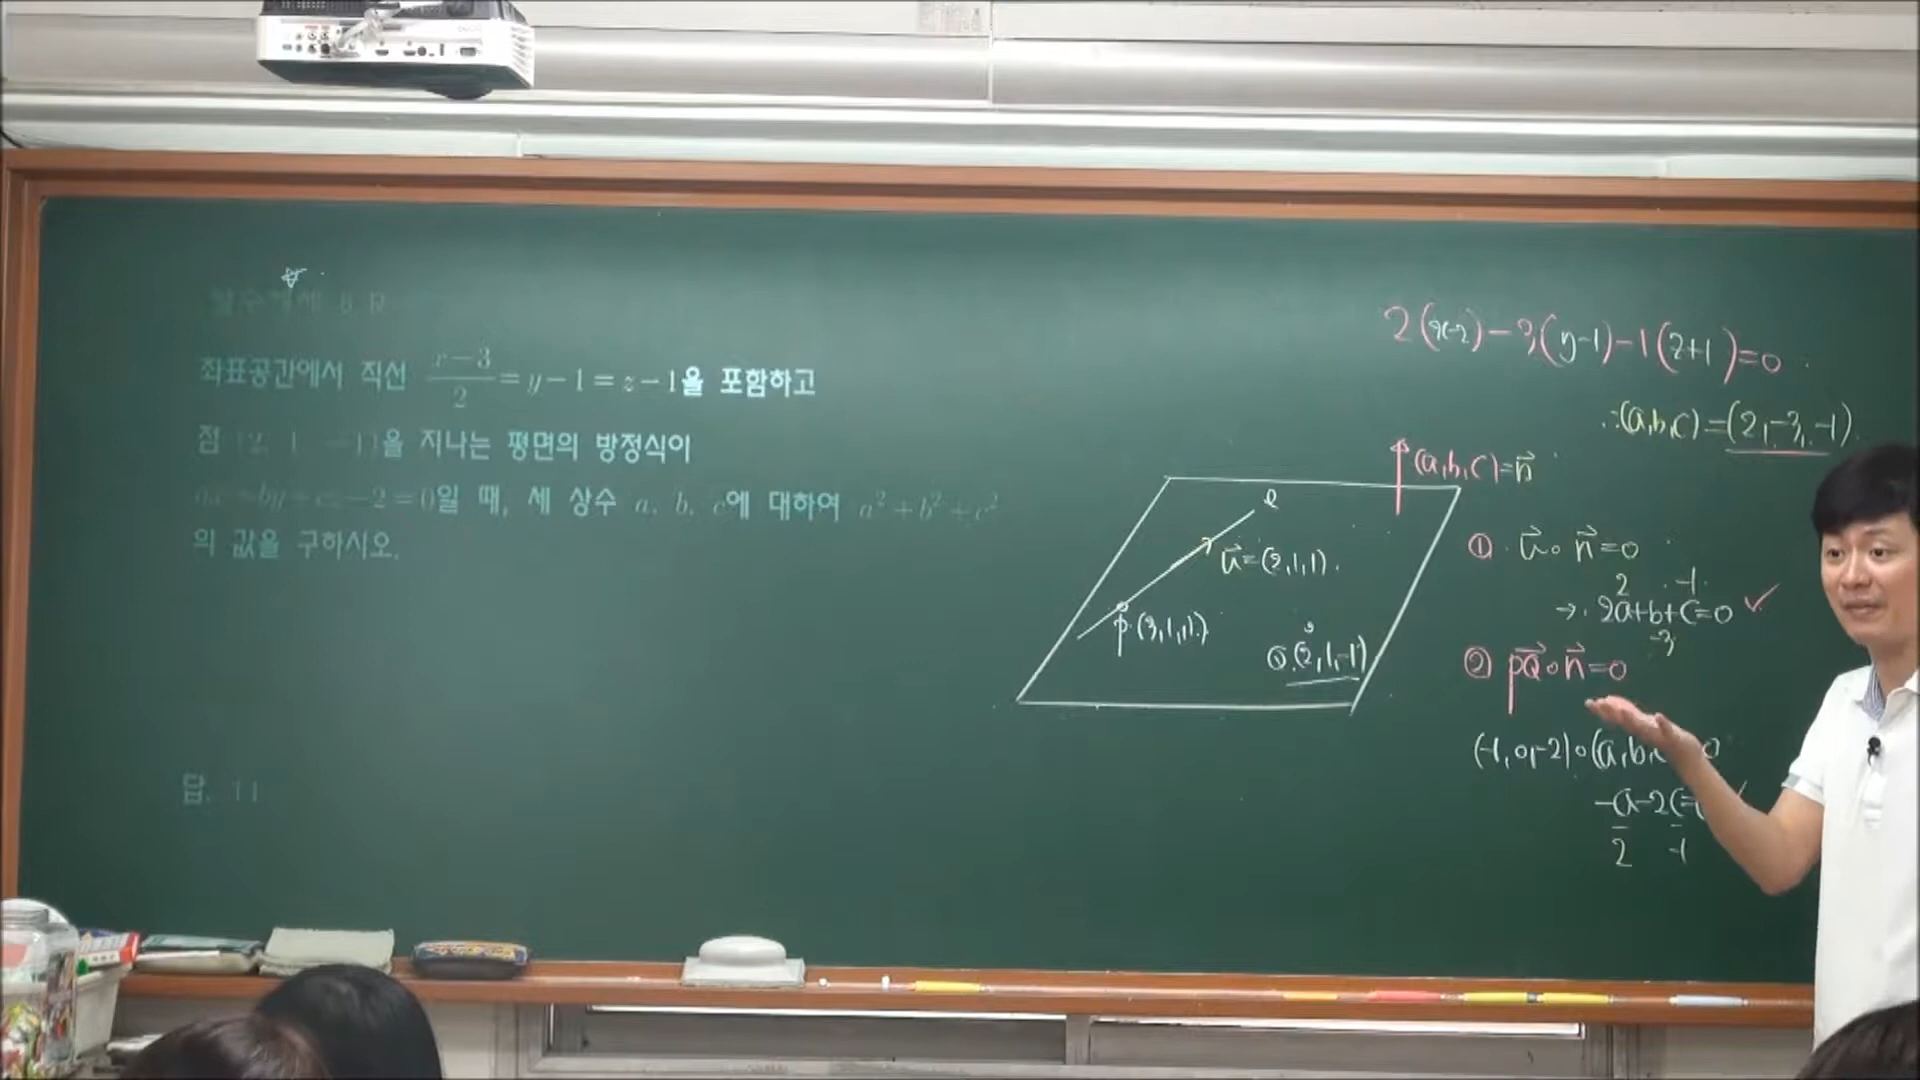 좌표공간에서 직선 \frac{x-3}{2} = y-1 = z-1을 포함하고
점 (2, 1, -1)을 지나는 평면의 방정식이
ax+by+cz-2=0일 때, 세 상수 a, b, c에 대하여 a²+b²+c²
의 값을 구하시오.
답. 11
2(x-2)-3(y-1)-1(z+1)=0
∴(a,b,c)=(2,-3,-1)
(a,b,c)=n⃗
ℓ
u⃗=(2,1,1)
P(3,1,1)
Q(2,1,-1)
① u⃗∘n⃗=0
2 -1
→ 2a+b+c=0 ✓
-3
② PQ⃗∘n⃗=0
(-1,0,-2)∘(a,b,
-a-2c=
2 -1